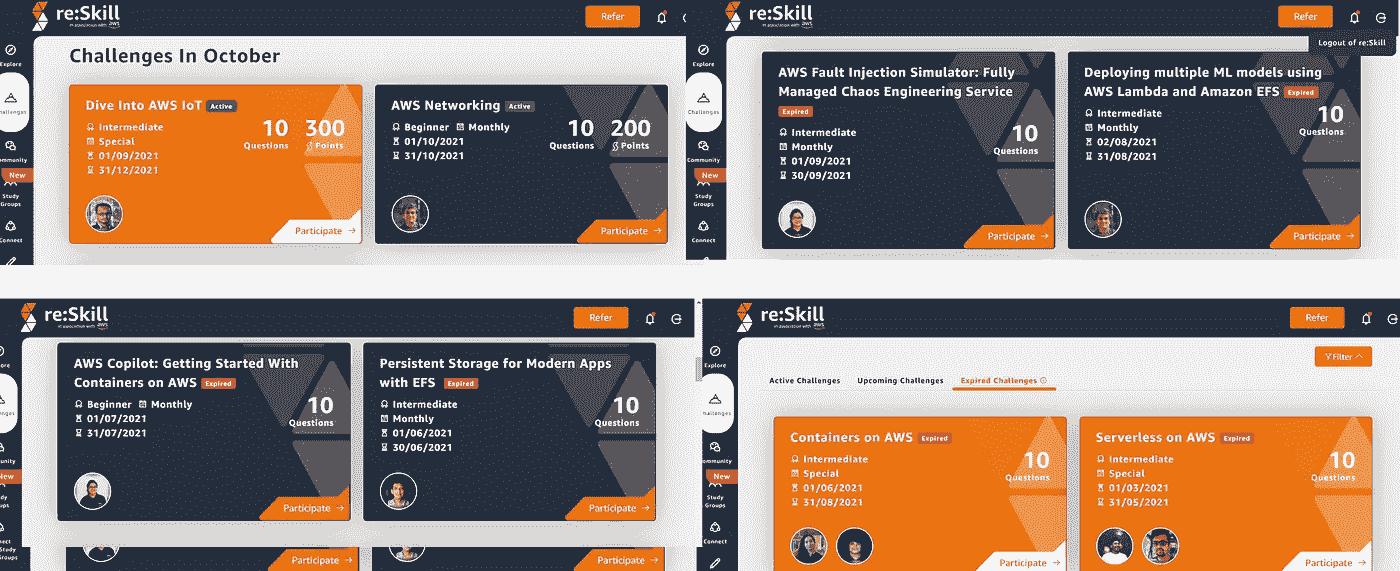 re:Skill
in association with aws
Refer
Explore
Challenges
Community
New
Study
Groups
Connect
Challenges In October
Dive Into AWS IoT Active
Intermediate
Special
01/09/2021
31/12/2021
10 300
Questions Points
Participate →
AWS Networking Active
Beginner Monthly
01/10/2021
31/10/2021
10 200
Questions Points
Participate →
re:Skill
in association with aws
Refer
Logout of re:Skill
Explore
Challenges
Community
New
Study
Groups
Connect
AWS Fault Injection Simulator: Fully
Managed Chaos Engineering Service
Expired
Intermediate
Monthly
01/09/2021
30/09/2021
10
Questions
Participate →
Deploying multiple ML models using
AWS Lambda and Amazon EFS Expired
Intermediate
Monthly
02/08/2021
31/08/2021
10
Questions
Participate →
re:Skill
in association with aws
Refer
plore
enges
munity
New
tudy
oups
nnect
Study
roups
AWS Copilot: Getting Started With
Containers on AWS Expired
Beginner Monthly
01/07/2021
31/07/2021
10
Questions
Participate →
Persistent Storage for Modern Apps
with EFS Expired
Intermediate
Monthly
01/06/2021
30/06/2021
10
Questions
Participate →
Participate →
Participate →
re:Skill
in association with aws
Refer
Explore
hallenges
ommunity
New
Study
Groups
Connect
Filter
Active Challenges Upcoming Challenges Expired Challenges
Containers on AWS Expired
Intermediate
Special
01/06/2021
31/08/2021
10
Questions
Participate →
Serverless on AWS Expired
Intermediate
Special
01/03/2021
31/05/2021
10
Questions
Participate →